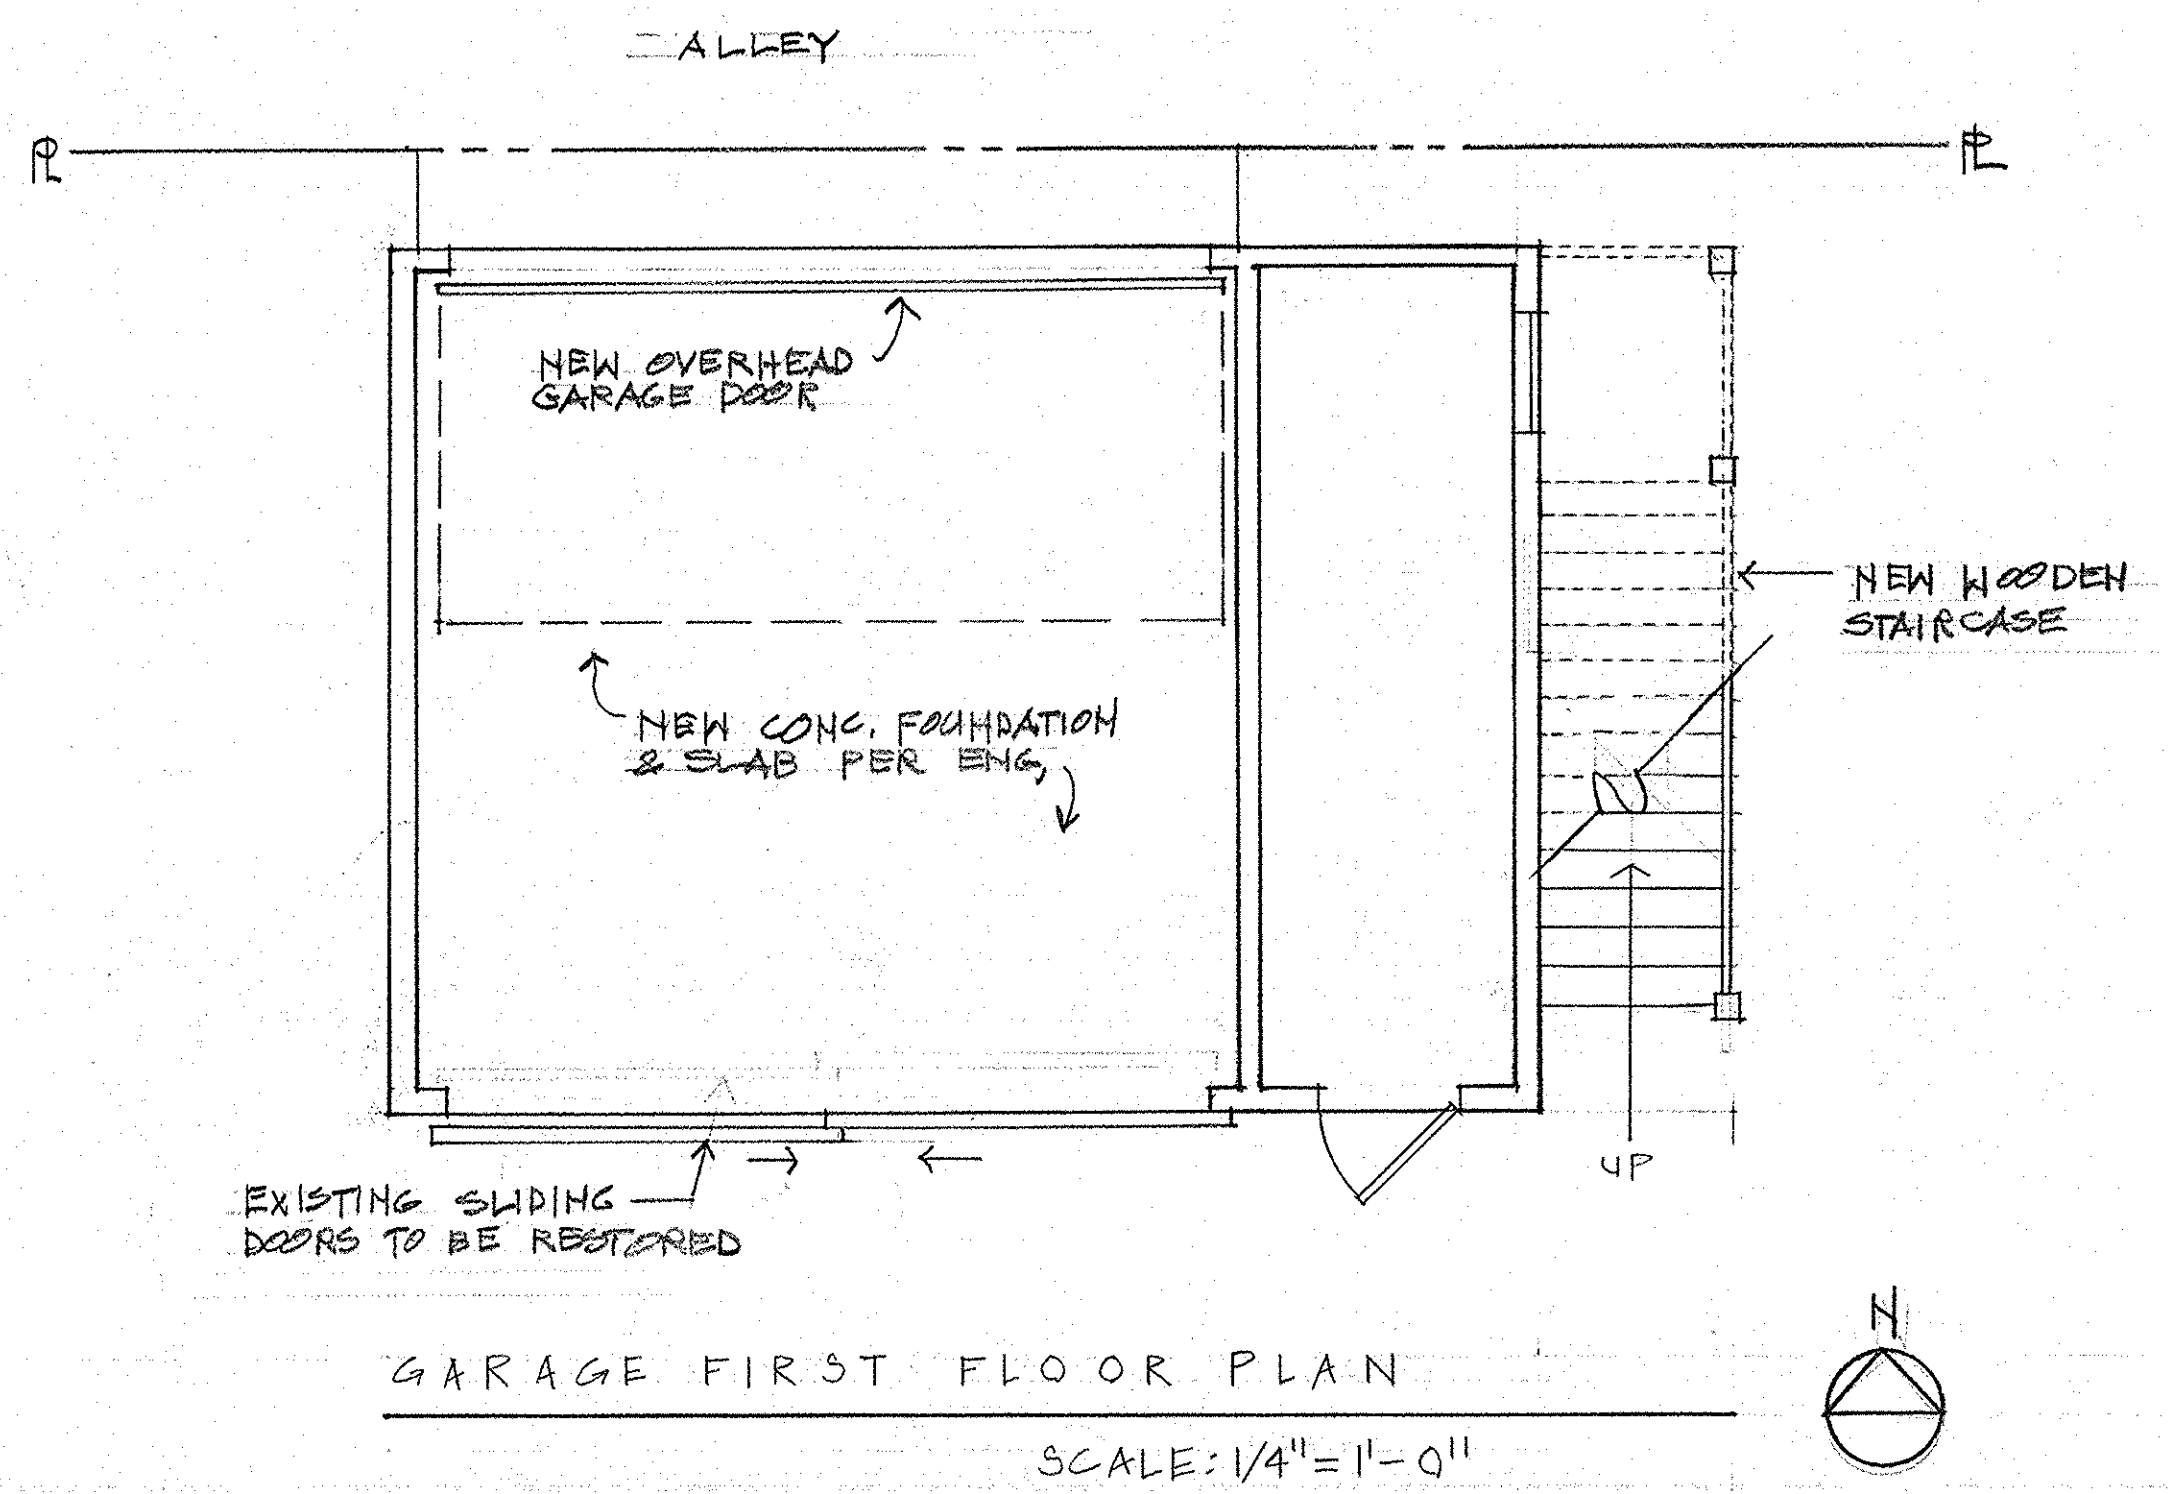 ALLEY
PL
PL
NEW OVERHEAD
GARAGE DOOR
NEW WOODEN
STAIRCASE
NEW CONC. FOUNDATION
& SLAB PER ENG,
UP
EXISTING SLIDING
DOORS TO BE RESTORED
N
GARAGE FIRST FLOOR PLAN
SCALE: 1/4" = 1'-0"